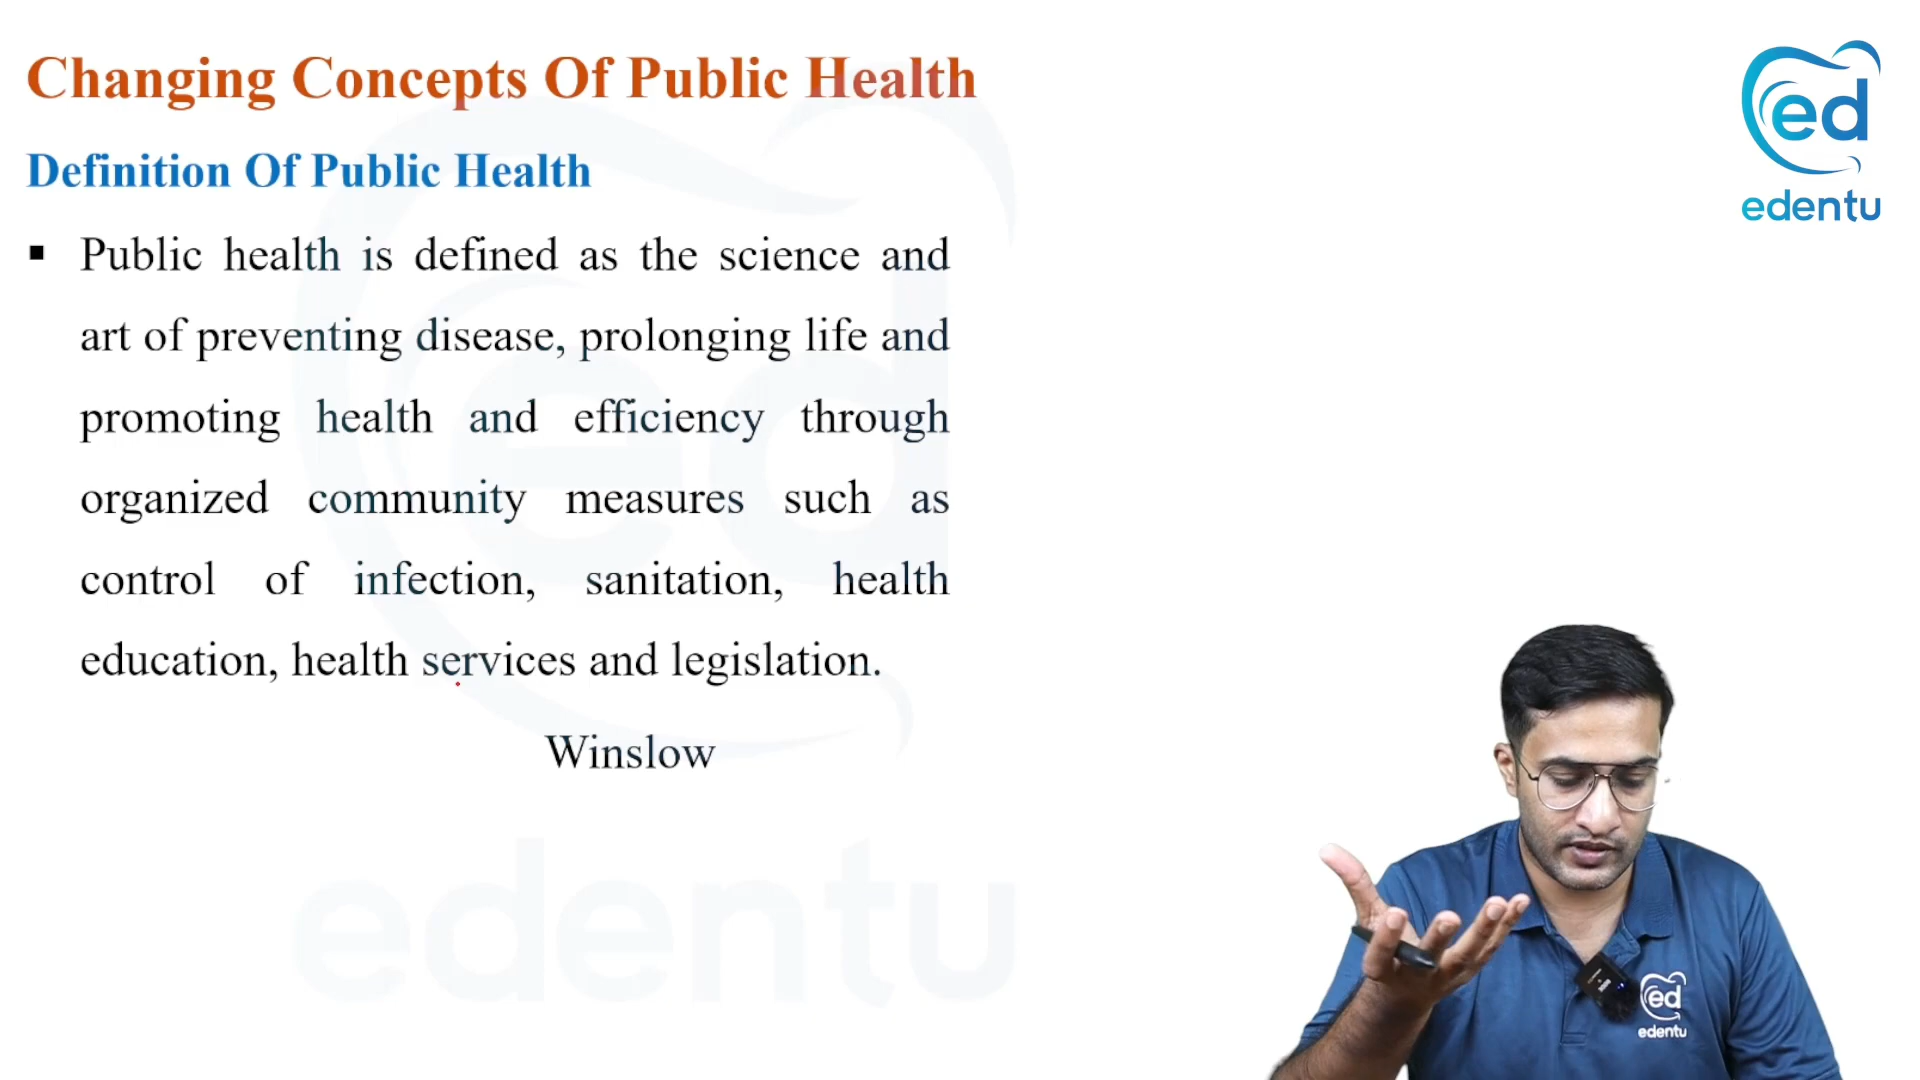 Changing Concepts Of Public Health
Definition Of Public Health
▪ Public health is defined as the science and
art of preventing disease, prolonging life and
promoting health and efficiency through
organized community measures such as
control of infection, sanitation, health
education, health services and legislation.
Winslow
ed
edentu
ed
edentu
ed
edentu